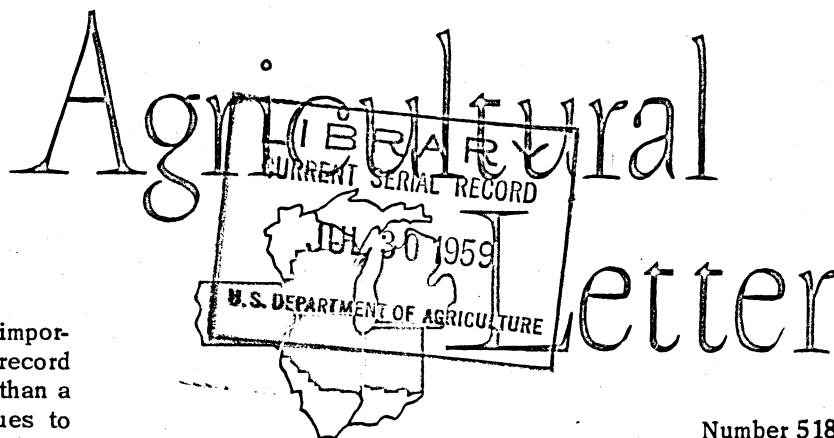 Agricultural
LIBRARY
CURRENT SERIAL RECORD
JUL 30 1959
U.S. DEPARTMENT OF AGRICULTURE
Letter
impor-
record
than a
ues to
Number 518